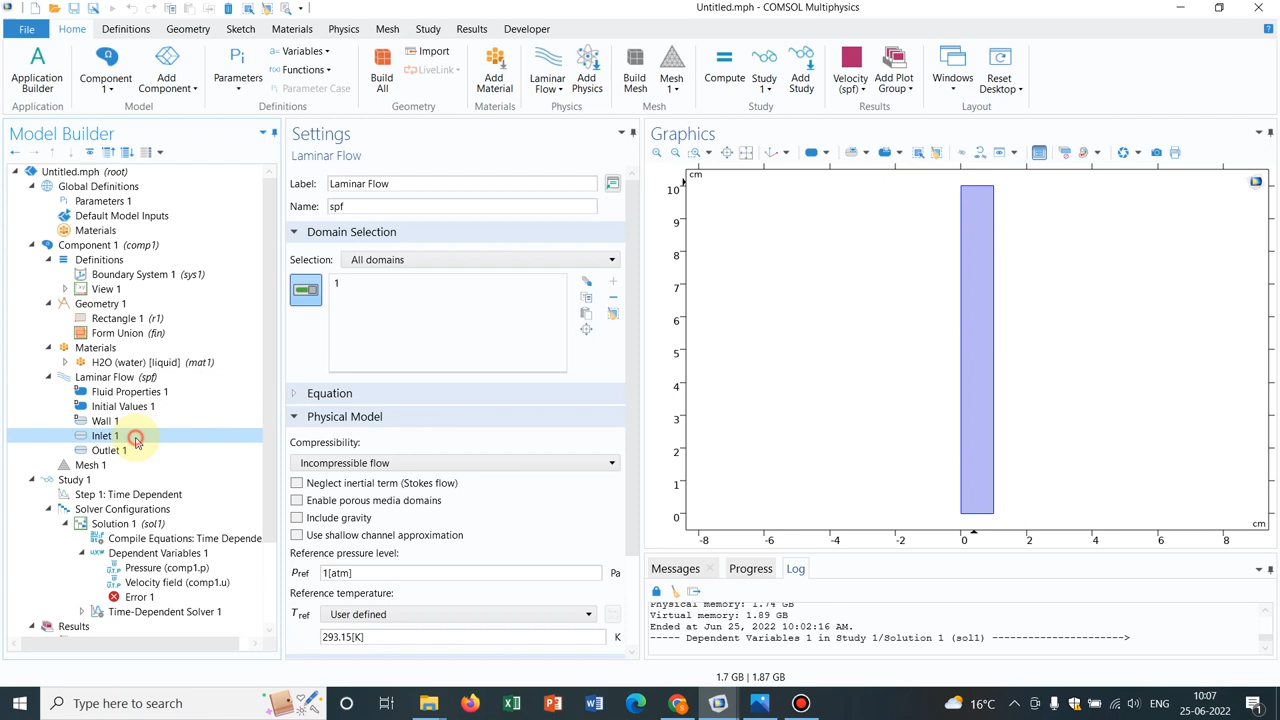 Untitled.mph - COMSOL Multiphysics
File Home Definitions Geometry Sketch Materials Physics Mesh Study Results Developer
Application Builder
Component 1
Add Component
Parameters
a= Variables
f(x) Functions
Pi Parameter Case
Build All
Import
LiveLink
Add Material
Laminar Flow
Add Physics
Build Mesh
Mesh 1
Compute
Study 1
Add Study
Velocity (spf)
Add Plot Group
Windows
Reset Desktop
Application Model Definitions Geometry Materials Physics Mesh Study Results Layout
Model Builder
Untitled.mph (root)
Global Definitions
Parameters 1
Default Model Inputs
Materials
Component 1 (comp1)
Definitions
Boundary System 1 (sys1)
View 1
Geometry 1
Rectangle 1 (r1)
Form Union (fin)
Materials
H2O (water) [liquid] (mat1)
Laminar Flow (spf)
Fluid Properties 1
Initial Values 1
Wall 1
Inlet 1
Outlet 1
Mesh 1
Study 1
Step 1: Time Dependent
Solver Configurations
Solution 1 (sol1)
Compile Equations: Time Depende
Dependent Variables 1
Pressure (comp1.p)
Velocity field (comp1.u)
Error 1
Time-Dependent Solver 1
Results
Settings
Laminar Flow
Label: Laminar Flow
Name: spf
Domain Selection
Selection: All domains
1
Equation
Physical Model
Compressibility:
Incompressible flow
Neglect inertial term (Stokes flow)
Enable porous media domains
Include gravity
Use shallow channel approximation
Reference pressure level:
pref 1[atm] Pa
Reference temperature:
Tref User defined
293.15[K] K
Graphics
cm
10
9
8
7
6
5
4
3
2
1
0
cm
-8 -6 -4 -2 0 2 4 6 8
Messages Progress Log
Physical memory: 1.74 GB
Virtual memory: 1.89 GB
Ended at Jun 25, 2022 10:02:16 AM.
----- Dependent Variables 1 in Study 1/Solution 1 (sol1) ---------------------->
1.7 GB | 1.87 GB
Type here to search
16°C
ENG
10:07
25-06-2022